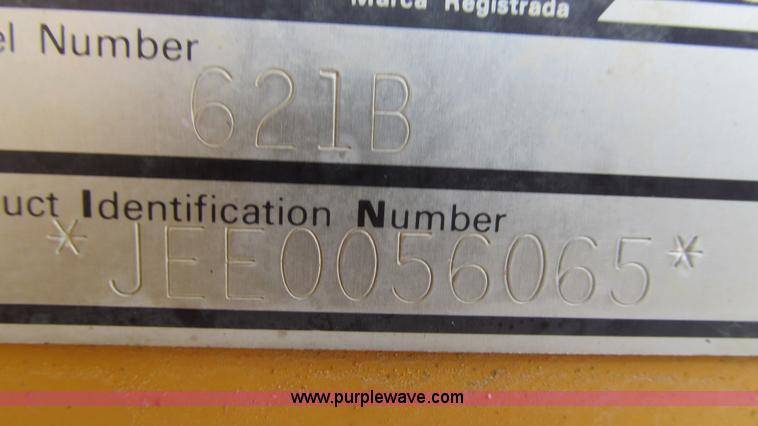 Marca Registrada
el Number
621B
uct Identification Number
*JEE0056065*
www.purplewave.com